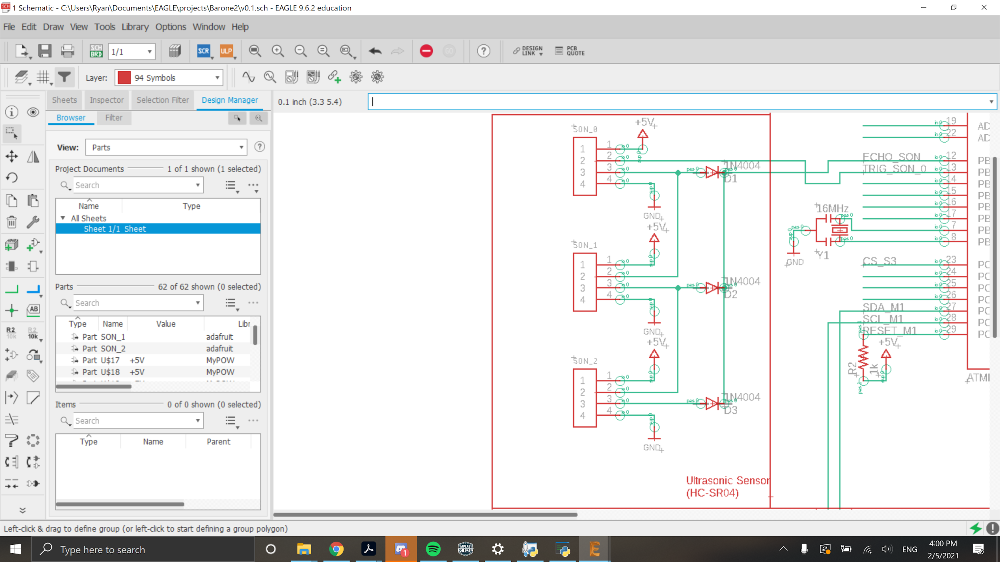 1 Schematic - C:\Users\Ryan\Documents\EAGLE\projects\Barone2\v0.1.sch - EAGLE 9.6.2 education
File Edit Draw View Tools Library Options Window Help
SCH BRD 1/1 SCR ULP GO ? DESIGN LINK PCB QUOTE
Layer: 94 Symbols
Sheets Inspector Selection Filter Design Manager
0.1 inch (3.3 5.4)
Browser Filter
View: Parts
Project Documents 1 of 1 shown (1 selected)
Search
Name Type
All Sheets
Sheet 1/1 Sheet
Parts 62 of 62 shown (0 selected)
Search
Type Name Value Libr
Part SON_1 adafruit
Part SON_2 adafruit
Part U$17 +5V MyPOW
Part U$18 +5V MyPOW
Items 0 of 0 shown (0 selected)
Search
Type Name Parent
R2 10k R2 10k
AB
SON_0
+5V
1 1
2 2
3 3
4 4
1N4004
D1
GND
+5V
SON_1
1 1
2 2
3 3
4 4
1N4004
D2
GND
+5V
SON_2
1 1
2 2
3 3
4 4
1N4004
D3
GND
Ultrasonic Sensor
(HC-SR04)
19 AD
22 AD
ECHO_SON 12 PB
TRIG_SON_0 13 PB
14 PB
15 PB
16 PB
17 PB
7 PB
8 PB
16MHz
Y1
GND
CS_S3 23 PC
24 PC
25 PC
26 PC
SDA_M1 27 PC
SCL_M1 28 PC
RESET_M1 29 PC
+5V
R2
1k
ATM
Left-click & drag to define group (or left-click to start defining a group polygon)
Type here to search
1
MPLAB X IDE
ENG
4:00 PM
2/5/2021